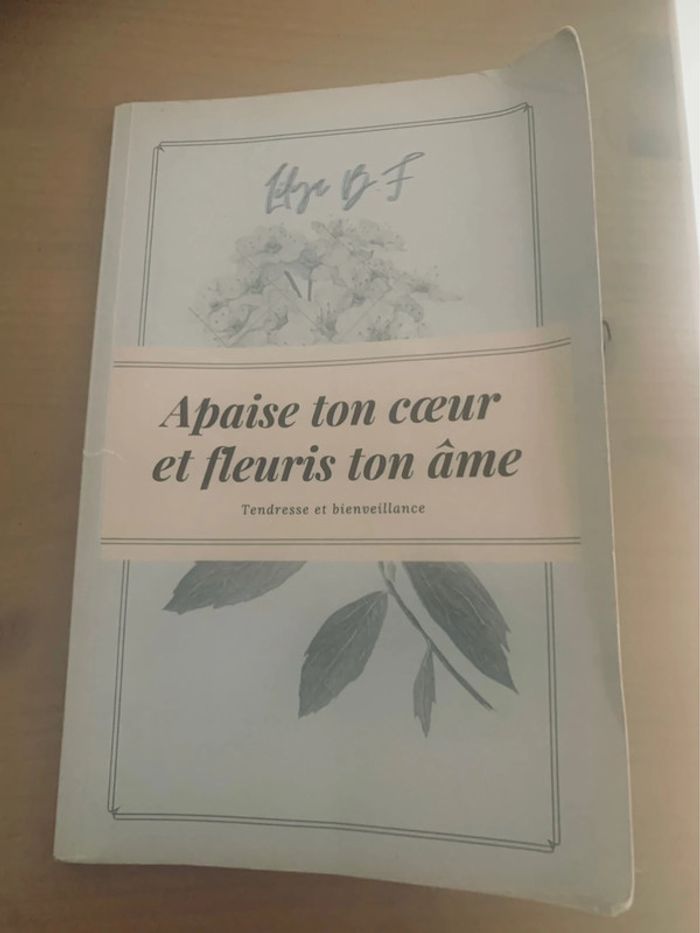 B.F
Apaise ton cœur
et fleuris ton âme
Tendresse et bienveillance